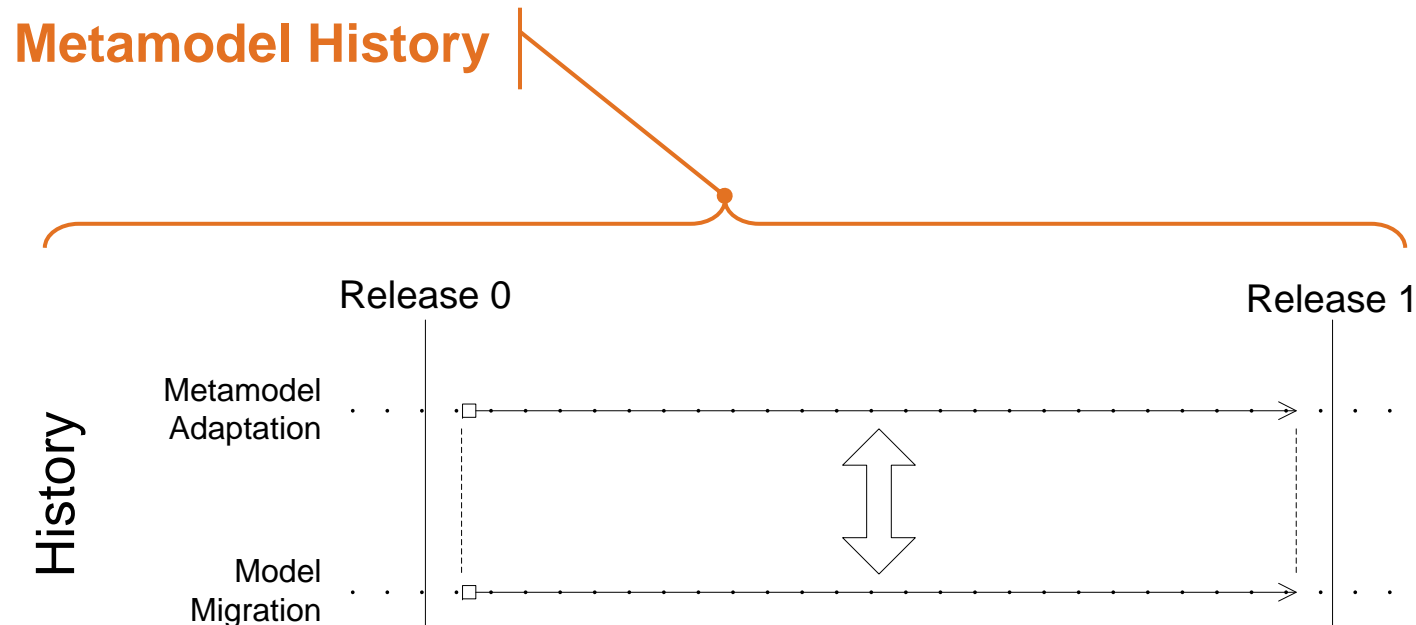 Metamodel History
Release 0
Release 1
Metamodel
Adaptation
History
Model
Migration